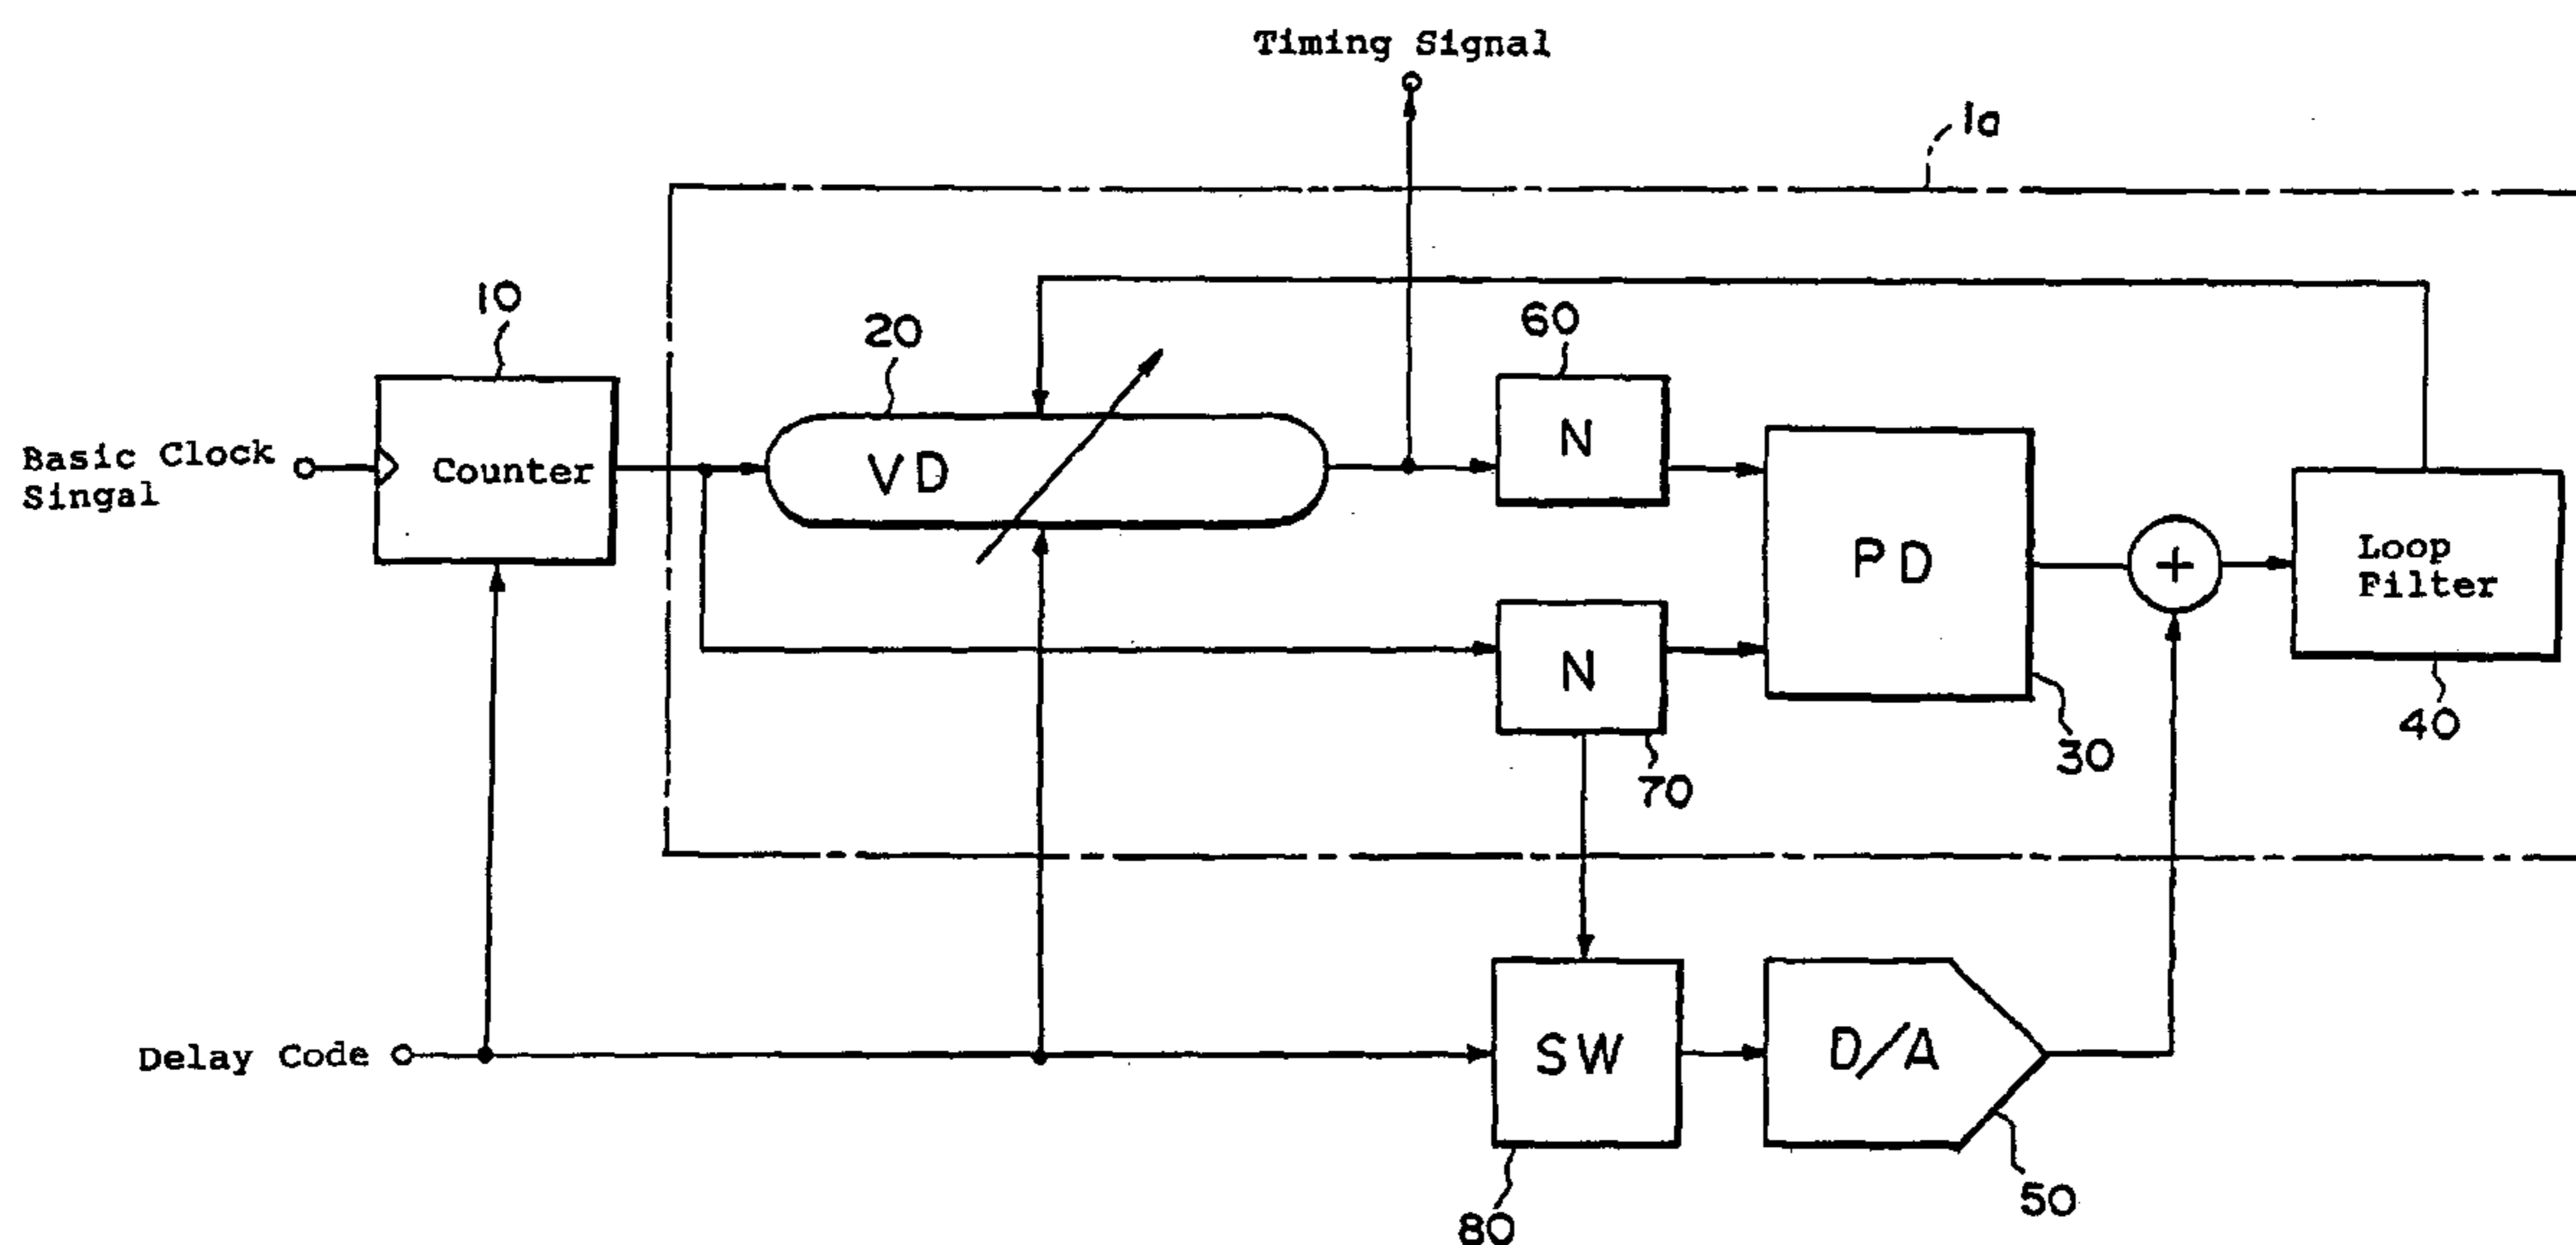 Timing Signal
1a
10
20
60
Basic Clock
Singal
Counter
VD
N
PD
+
Loop
Filter
N
40
30
70
Delay Code
SW
D/A
50
80